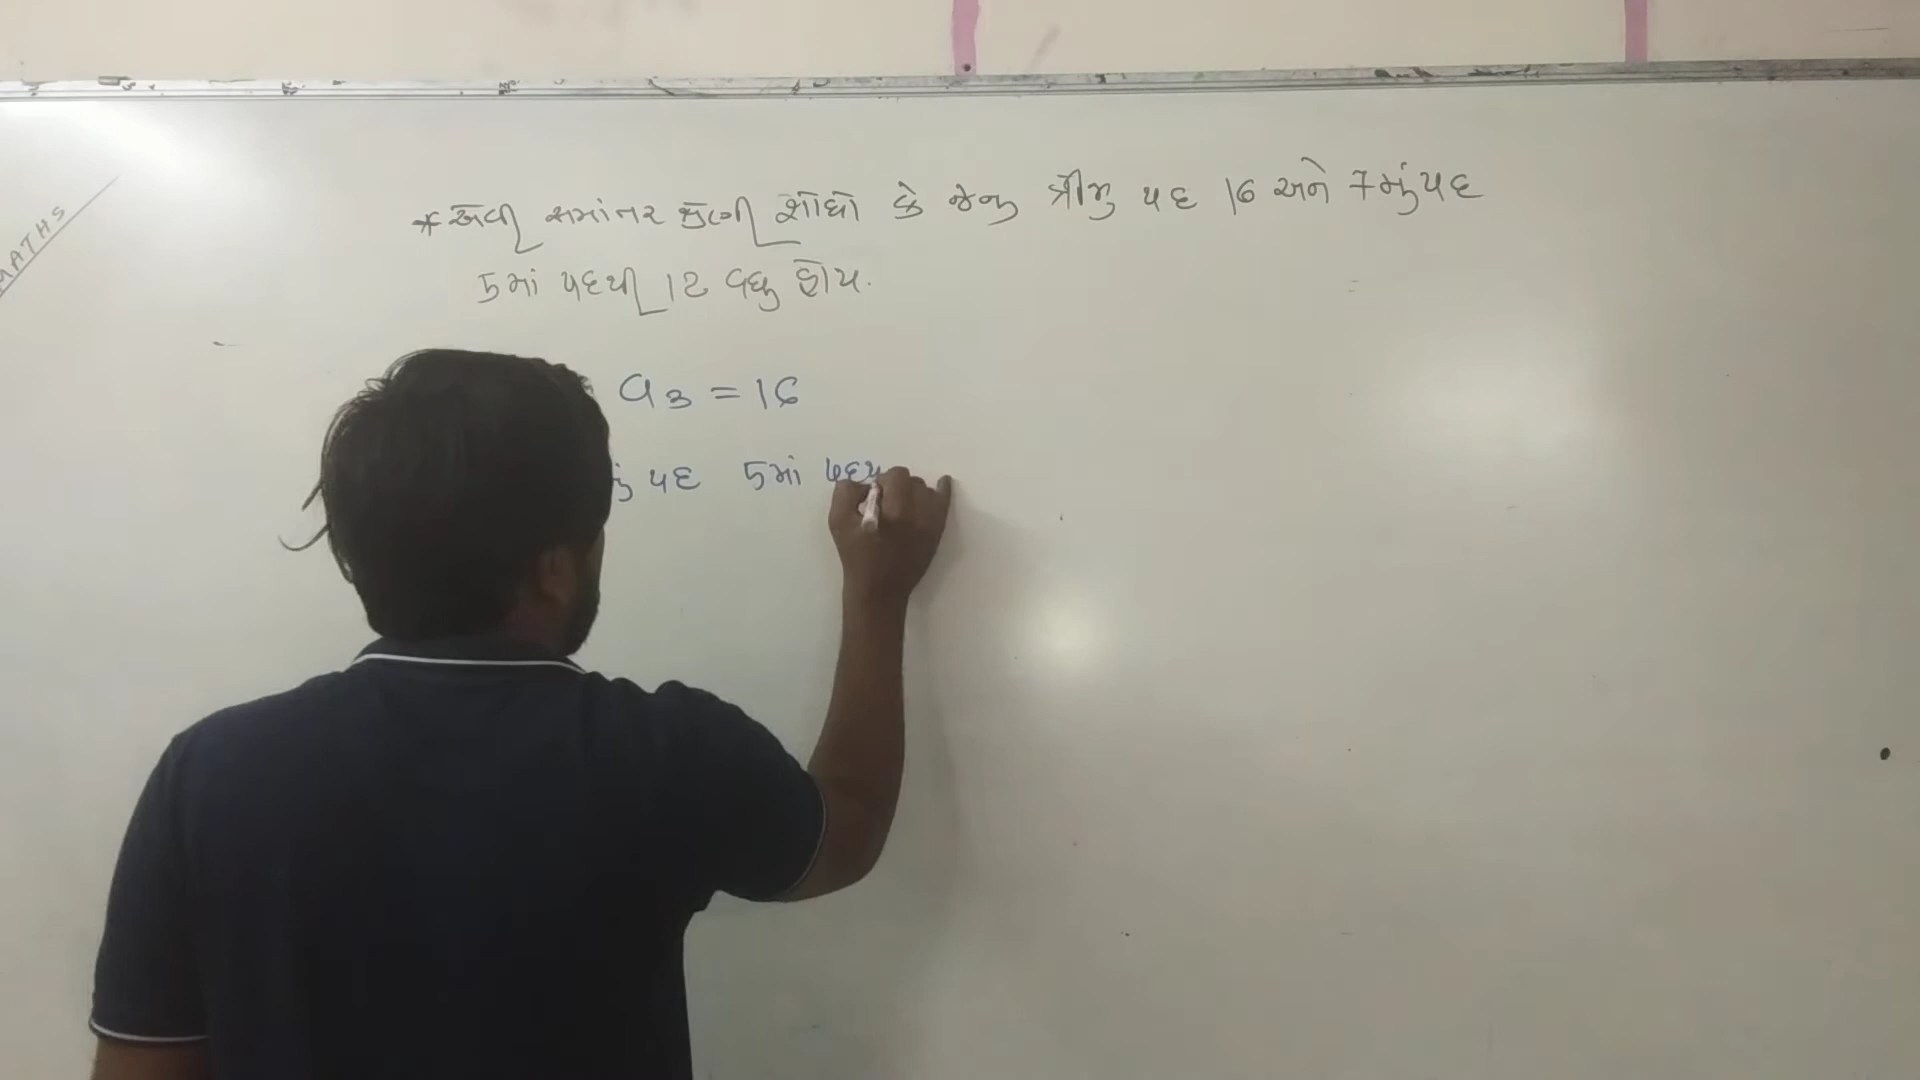 MATHS
* એવી સમાંતર શ્રેણી શોધો કે જેનુ ત્રીજુ પદ 16 અને 7મું પદ
5માં પદથી 12 વધુ હોય.
a3 = 16
પદ 5માં